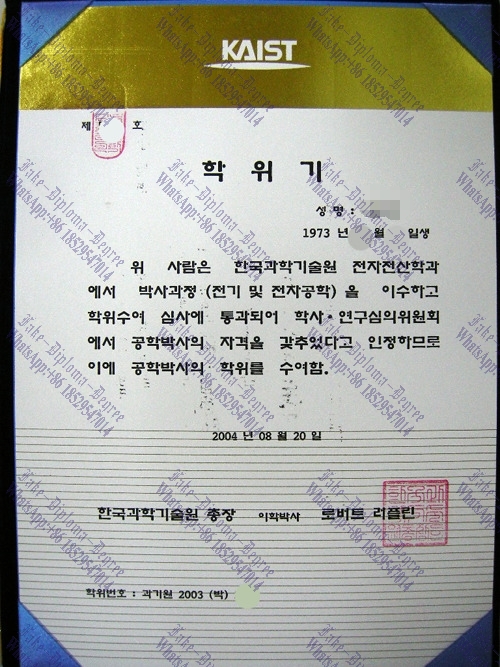 KAIST
제 호
학 위 기
성 명 :
1973 년 월 일생
위 사람은 한국과학기술원 전자전산학과
에서 박사과정 (전기 및 전자공학) 을 이수하고
학위수여 심사에 통과되어 학사 · 연구심의위원회
에서 공학박사의 자격을 갖추었다고 인정하므로
이에 공학박사의 학위를 수여함.
2004 년 08 월 20 일
한국과학기술원 총장 이학박사 로버트 러플린
학위번호 : 과기원 2003 (박)
Fake-Diploma-Degree
WhatsApp:+86 18529547014